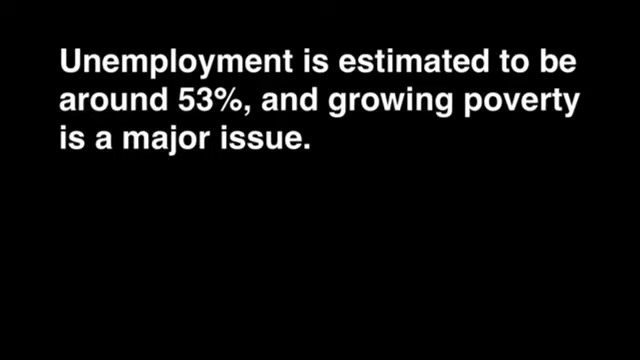 Unemployment is estimated to be
around 53%, and growing poverty
is a major issue.